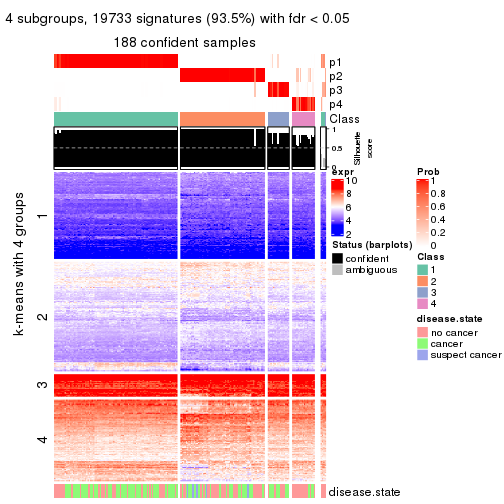 4 subgroups, 19733 signatures (93.5%) with fdr < 0.05
188 confident samples
p1
p2
p3
p4
Class
1
0.5
0
Silhouette
score
k-means with 4 groups
1
2
3
4
disease.state
expr
10
8
6
4
2
Status (barplots)
confident
ambiguous
Prob
1
0.8
0.6
0.4
0.2
0
Class
1
2
3
4
disease.state
no cancer
cancer
suspect cancer